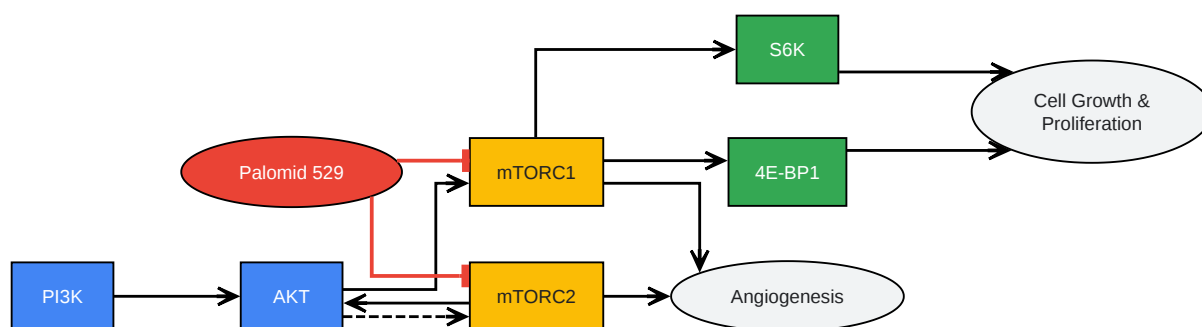 S6K
Cell Growth &
Proliferation
Palomid 529
mTORC1
4E-BP1
PI3K
AKT
mTORC2
Angiogenesis